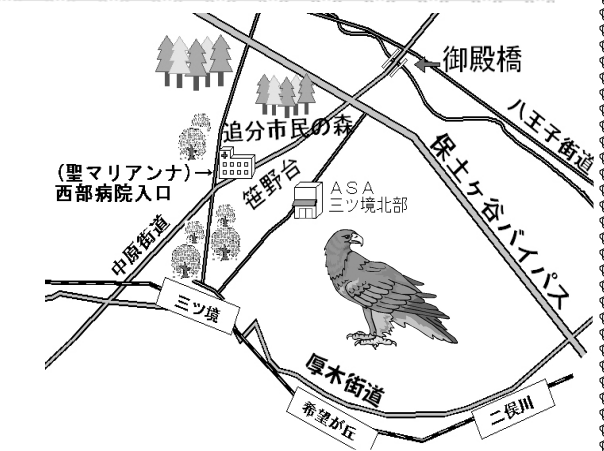 御殿橋
八王子街道
追分市民の森
保土ヶ谷バイパス
(聖マリアンナ)→
西部病院入口
笹野台
ASA
三ツ境北部
中原街道
三ツ境
厚木街道
希望が丘
二俣川